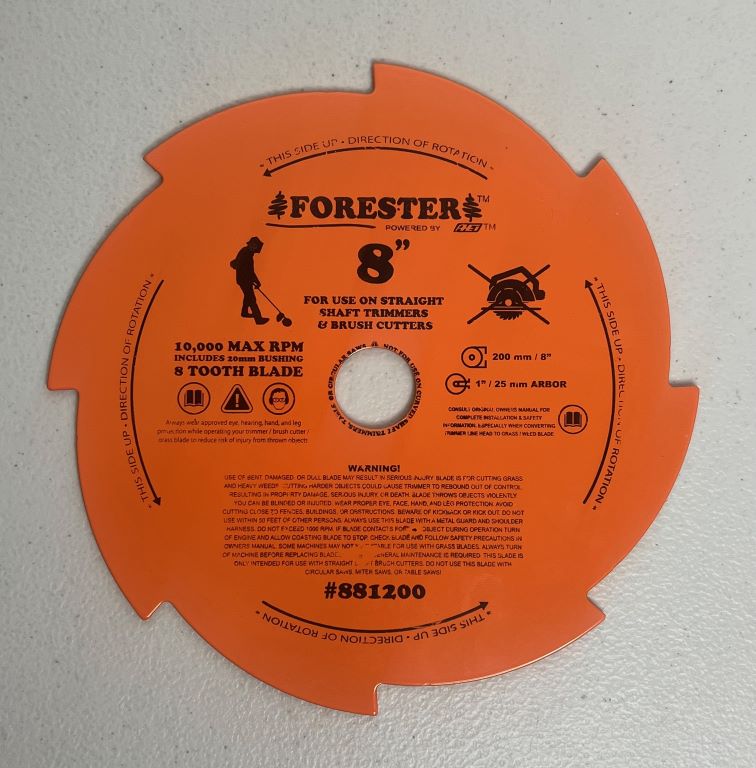 * THIS SIDE UP • DIRECTION OF ROTATION *
FORESTER™
POWERED BY PHET™
8"
FOR USE ON STRAIGHT
SHAFT TRIMMERS
& BRUSH CUTTERS
10,000 MAX RPM
INCLUDES 20mm BUSHING
8 TOOTH BLADE
Always wear approved eye, hearing, hand, and leg
protection while operating your trimmer / brush cutter /
grass blade to reduce risk of injury from thrown objects
NOT FOR USE ON CURVED SHAFT TRIMMERS, TABLE OR CIRCULAR SAWS
200 mm / 8"
1" / 25 mm ARBOR
CONSULT ORIGINAL OWNERS MANUAL FOR
COMPLETE INSTALLATION & SAFETY
INFORMATION, ESPECIALLY WHEN CONVERTING
TRIMMER LINE HEAD TO GRASS / WEED BLADE.
* THIS SIDE UP • DIRECTION OF ROTATION *
* THIS SIDE UP • DIRECTION OF ROTATION *
WARNING!
USE OF BENT, DAMAGED, OR DULL BLADE MAY RESULT IN SERIOUS INJURY. BLADE IS FOR CUTTING GRASS
AND HEAVY WEEDS. CUTTING HARDER OBJECTS COULD CAUSE TRIMMER TO REBOUND OUT OF CONTROL
RESULTING IN PROPERTY DAMAGE, SERIOUS INJURY, OR DEATH. BLADE THROWS OBJECTS VIOLENTLY.
YOU CAN BE BLINDED OR INJURED. WEAR PROPER EYE, FACE, HAND, AND LEG PROTECTION. AVOID
CUTTING CLOSE TO FENCES, BUILDINGS, OR OBSTRUCTIONS. BEWARE OF KICKBACK OR KICK OUT. DO NOT
USE WITHIN 50 FEET OF OTHER PERSONS. ALWAYS USE THIS BLADE WITH A METAL GUARD AND SHOULDER
HARNESS. DO NOT EXCEED 1000 RPM. IF BLADE CONTACTS OBJECT DURING OPERATION TURN
OF ENGINE AND ALLOW COASTING BLADE TO STOP. CHECK BLADE AND FOLLOW SAFETY PRECAUTIONS IN
OWNERS MANUAL. SOME MACHINES MAY NOT FOR USE WITH GRASS BLADES. ALWAYS TURN
OF MACHINE BEFORE REPLACING BLADE. GENERAL MAINTENANCE IS REQUIRED. THIS BLADE IS
ONLY INTENDED FOR USE WITH STRAIGHT BRUSH CUTTERS. DO NOT USE THIS BLADE WITH
CIRCULAR SAWS, MITER SAWS, OR TABLE SAWS!
#881200
* THIS SIDE UP • DIRECTION OF ROTATION *